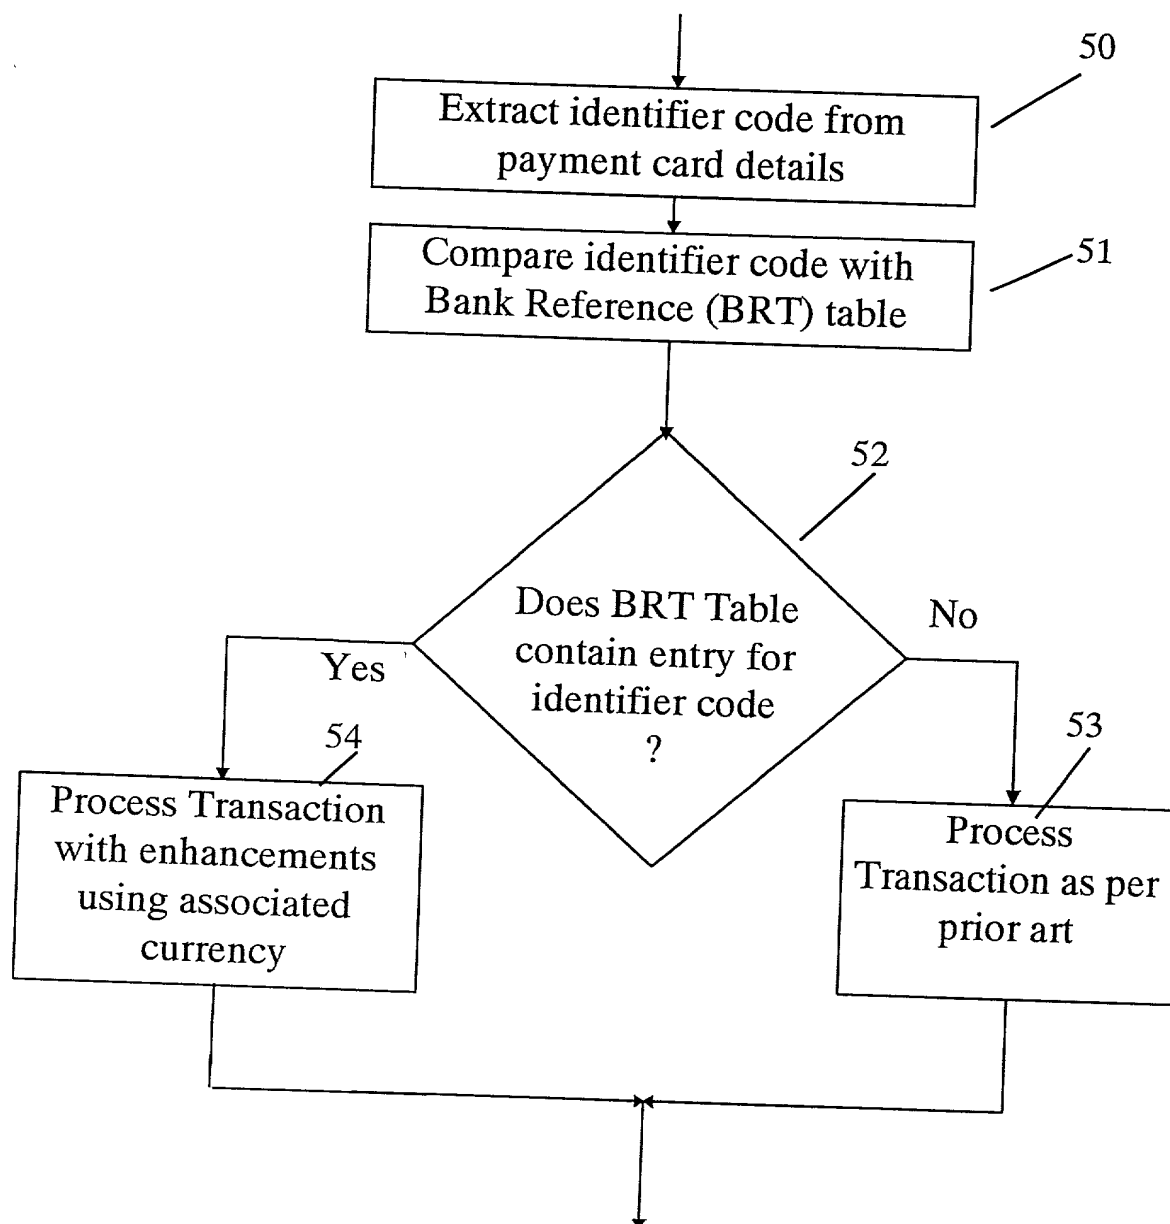 50
Extract identifier code from
payment card details
51
Compare identifier code with
Bank Reference (BRT) table
52
Does BRT Table
contain entry for
identifier code
?
No
Yes
54
53
Process Transaction
with enhancements
using associated
currency
Process
Transaction as per
prior art